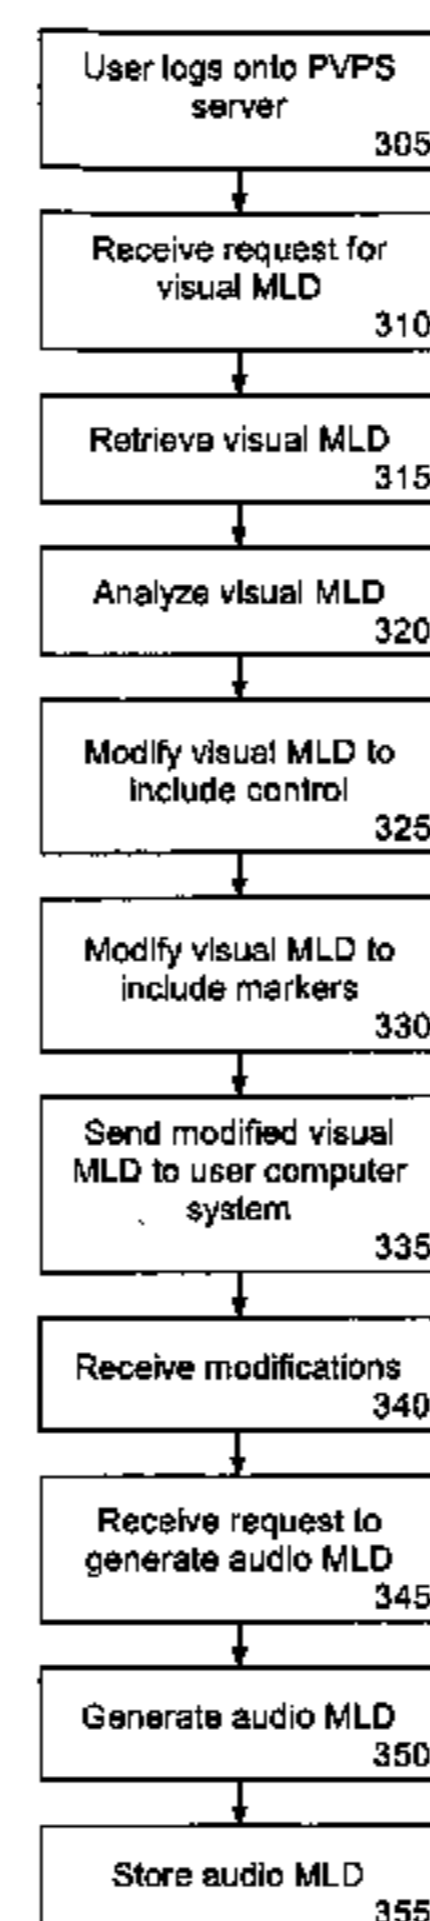 User logs onto PVPS
server
305
Receive request for
visual MLD
310
Retrieve visual MLD
315
Analyze visual MLD
320
Modify visual MLD to
include control
325
Modify visual MLD to
include markers
330
Send modified visual
MLD to user computer
system
335
Receive modifications
340
Receive request to
generate audio MLD
345
Generate audio MLD
350
Store audio MLD
355